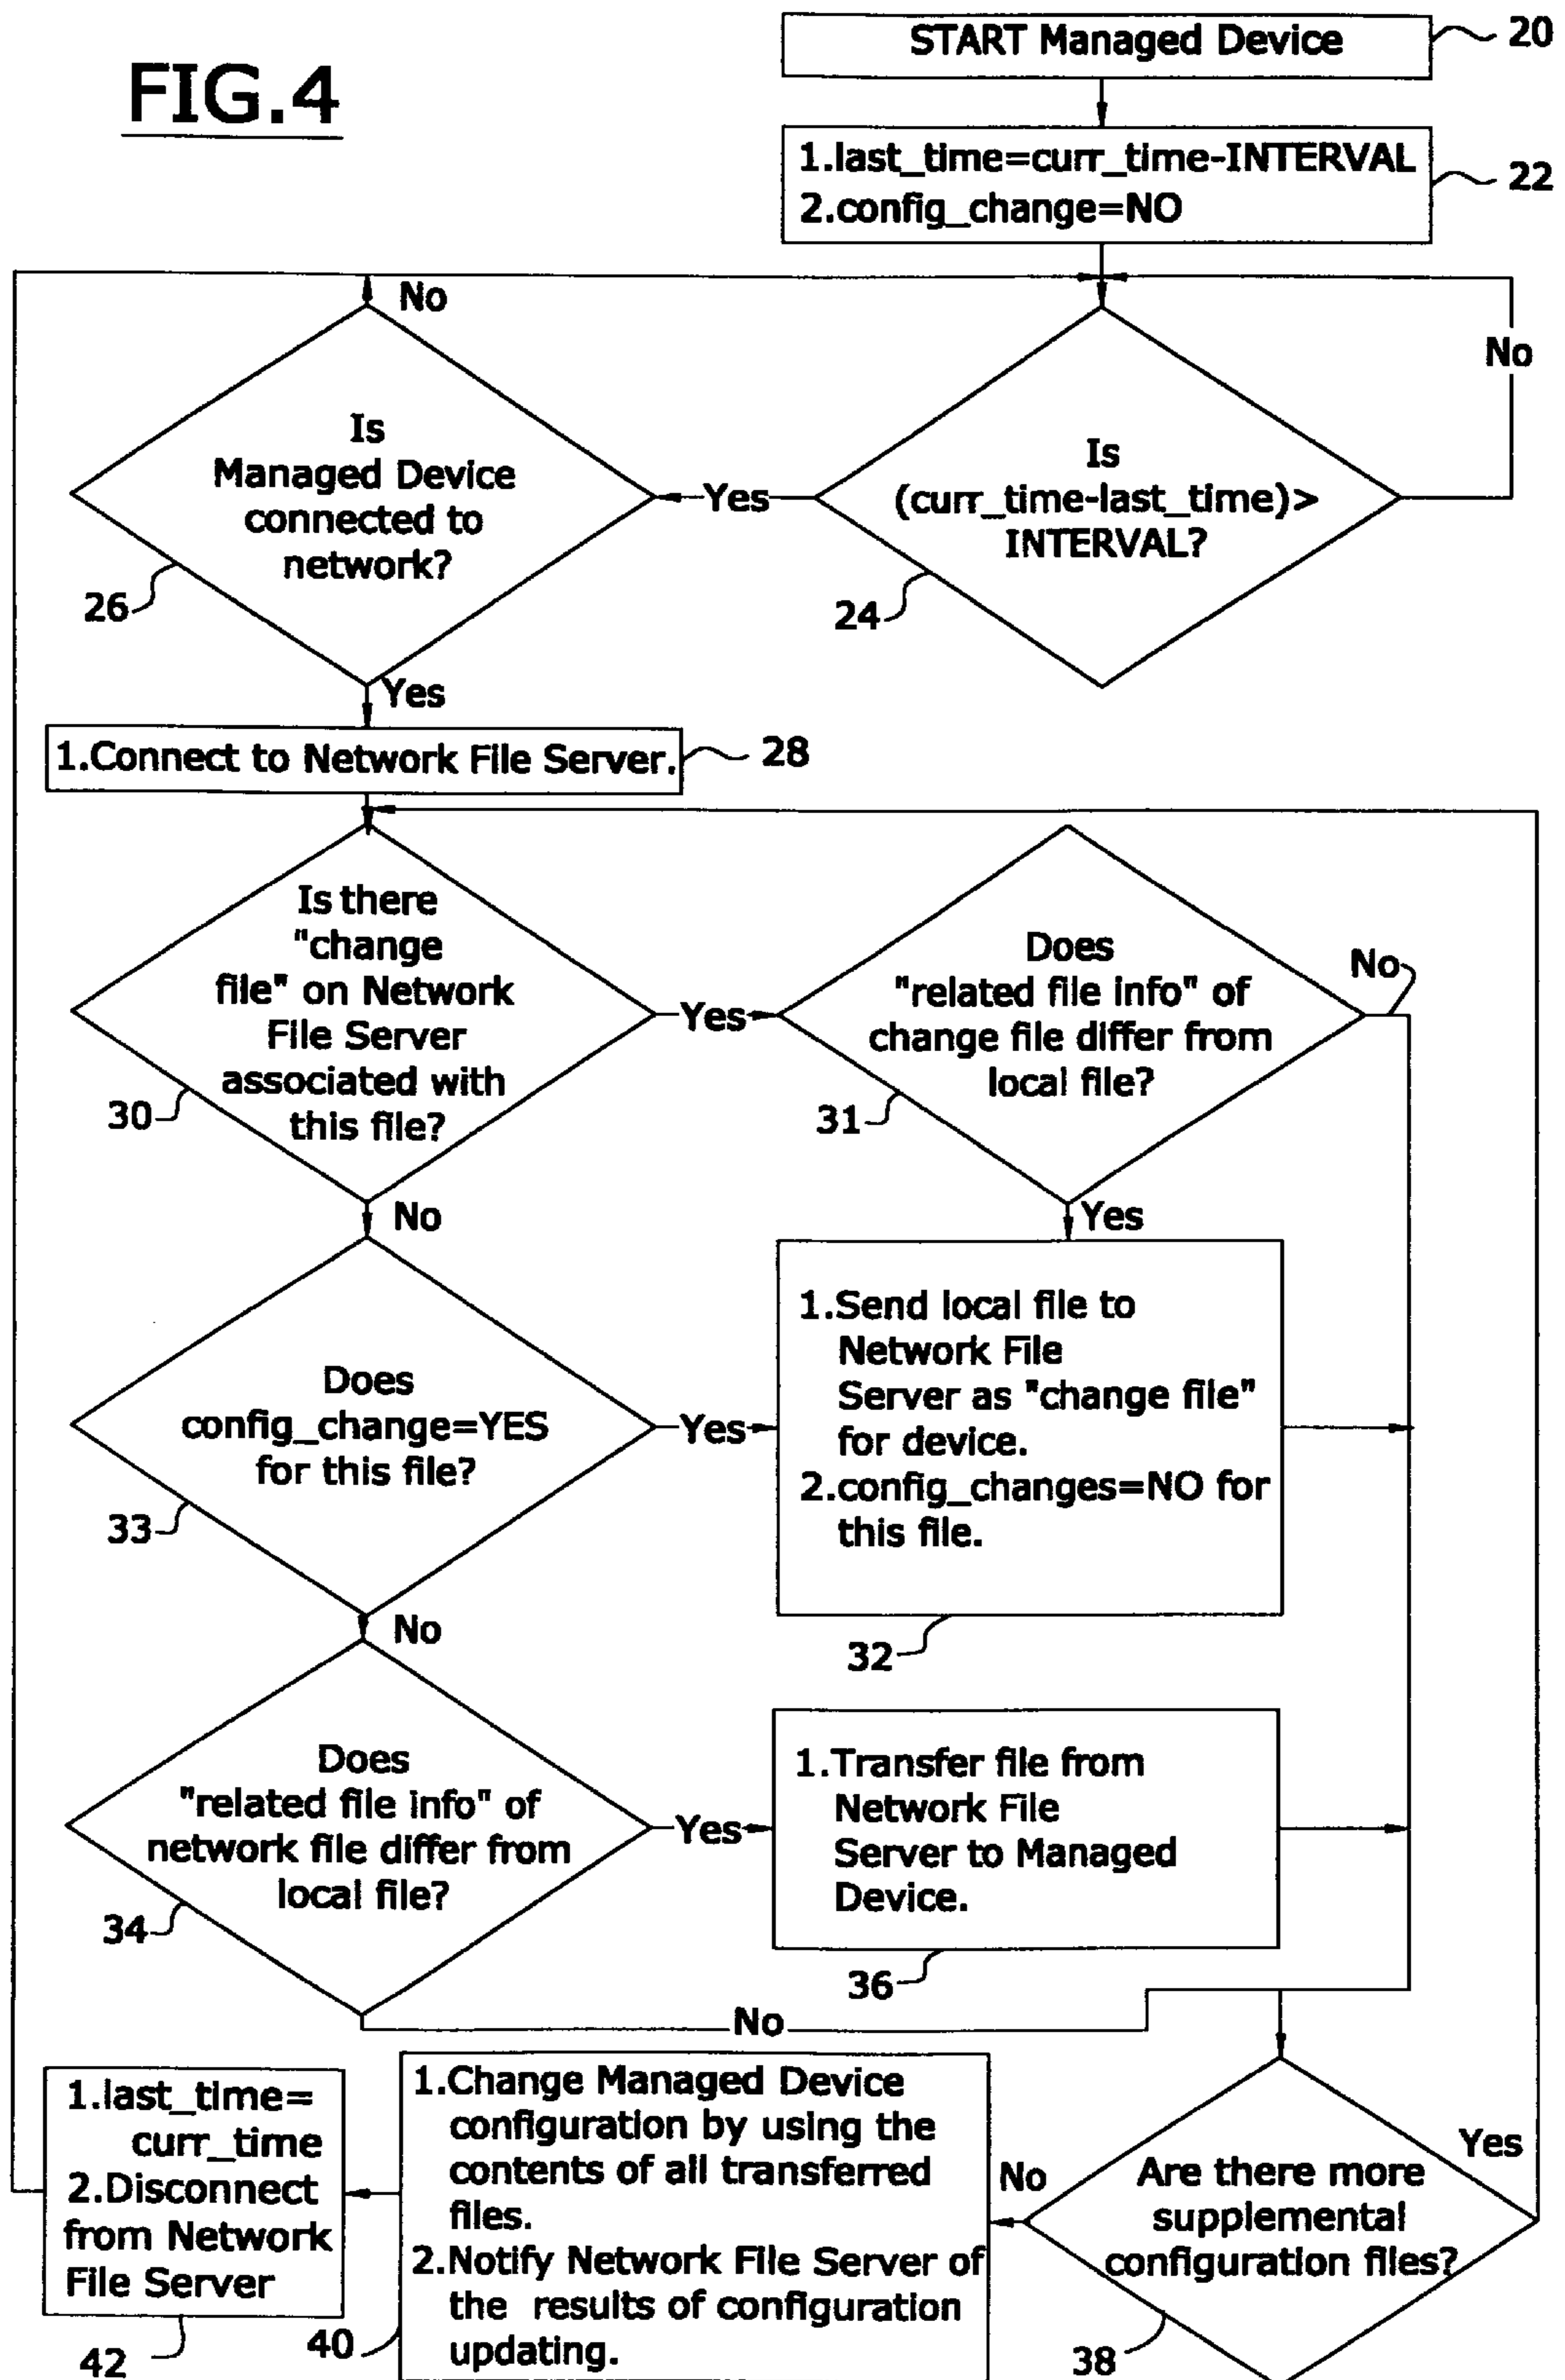 FIG.4
START Managed Device
20
1.last_time=curr_time-INTERVAL
2.config_change=NO
22
No
No
Is
Managed Device
connected to
network?
26
Yes
Is
(curr_time-last_time)>
INTERVAL?
24
Yes
1.Connect to Network File Server.
28
Is there
"change
file" on Network
File Server
associated with
this file?
30
Yes
Does
"related file info" of
change file differ from
local file?
31
No
No
Yes
Does
config_change=YES
for this file?
33
Yes
1.Send local file to
Network File
Server as "change file"
for device.
2.config_changes=NO for
this file.
32
No
Does
"related file info" of
network file differ from
local file?
34
Yes
1.Transfer file from
Network File
Server to Managed
Device.
36
No
1.last_time=
curr_time
2.Disconnect
from Network
File Server
42
1.Change Managed Device
configuration by using the
contents of all transferred
files.
2.Notify Network File Server of
the results of configuration
updating.
40
No
Are there more
supplemental
configuration files?
Yes
38